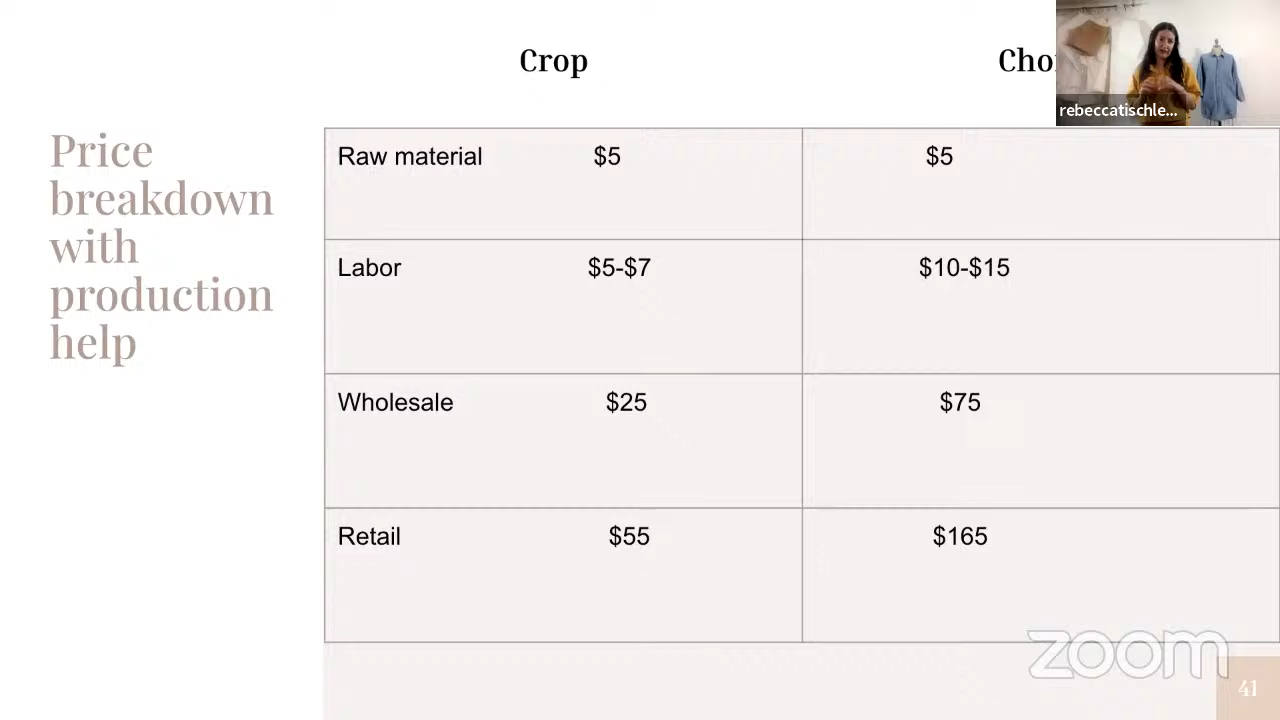 Crop
rebeccatischle...
Price
breakdown
with
production
help
Raw material $5 $5
Labor $5-$7 $10-$15
Wholesale $25 $75
Retail $55 $165
zoom
41